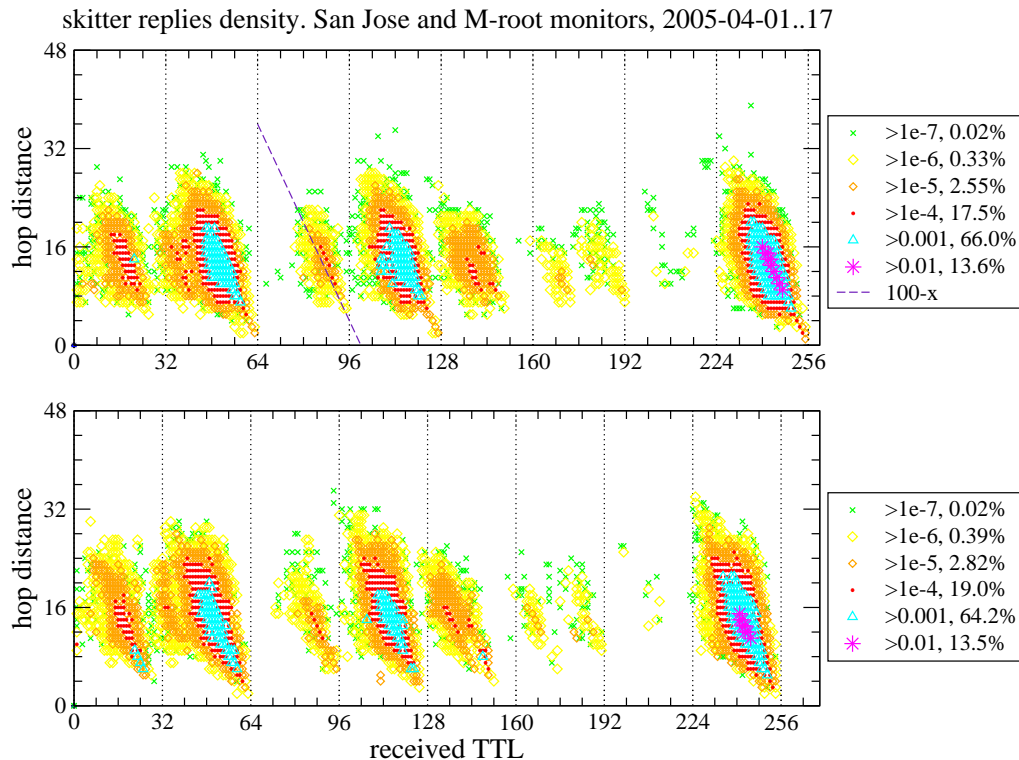 skitter replies density. San Jose and M-root monitors, 2005-04-01..17
48
32
16
0
hop distance
0 32 64 96 128 160 192 224 256
>1e-7, 0.02%
>1e-6, 0.33%
>1e-5, 2.55%
>1e-4, 17.5%
>0.001, 66.0%
>0.01, 13.6%
100-x
48
32
16
0
hop distance
0 32 64 96 128 160 192 224 256
received TTL
>1e-7, 0.02%
>1e-6, 0.39%
>1e-5, 2.82%
>1e-4, 19.0%
>0.001, 64.2%
>0.01, 13.5%